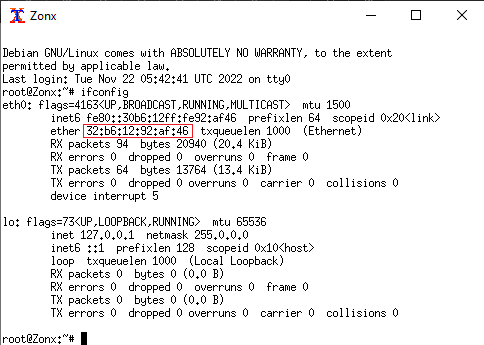 Zonx
Debian GNU/Linux comes with ABSOLUTELY NO WARRANTY, to the extent
permitted by applicable law.
Last login: Tue Nov 22 05:42:41 UTC 2022 on tty0
root@Zonx:~# ifconfig
eth0: flags=4163<UP,BROADCAST,RUNNING,MULTICAST>  mtu 1500
        inet6 fe80::30b6:12ff:fe92:af46  prefixlen 64  scopeid 0x20<link>
        ether 32:b6:12:92:af:46  txqueuelen 1000  (Ethernet)
        RX packets 94  bytes 20940 (20.4 KiB)
        RX errors 0  dropped 0  overruns 0  frame 0
        TX packets 64  bytes 13764 (13.4 KiB)
        TX errors 0  dropped 0 overruns 0  carrier 0  collisions 0
        device interrupt 5

lo: flags=73<UP,LOOPBACK,RUNNING>  mtu 65536
        inet 127.0.0.1  netmask 255.0.0.0
        inet6 ::1  prefixlen 128  scopeid 0x10<host>
        loop  txqueuelen 1000  (Local Loopback)
        RX packets 0  bytes 0 (0.0 B)
        RX errors 0  dropped 0  overruns 0  frame 0
        TX packets 0  bytes 0 (0.0 B)
        TX errors 0  dropped 0 overruns 0  carrier 0  collisions 0

root@Zonx:~#